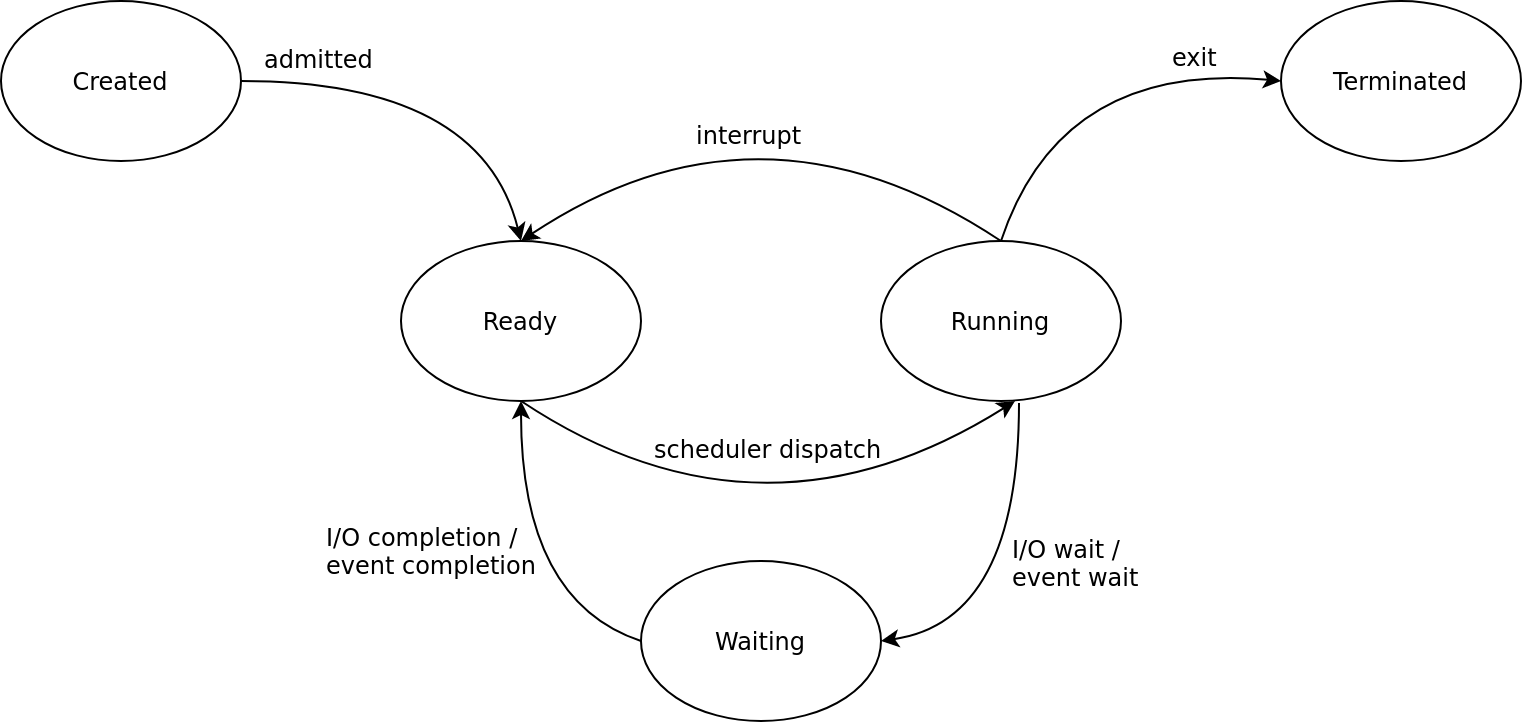 Created
admitted
exit
Terminated
interrupt
Ready
Running
scheduler dispatch
I/O completion /
event completion
I/O wait /
event wait
Waiting